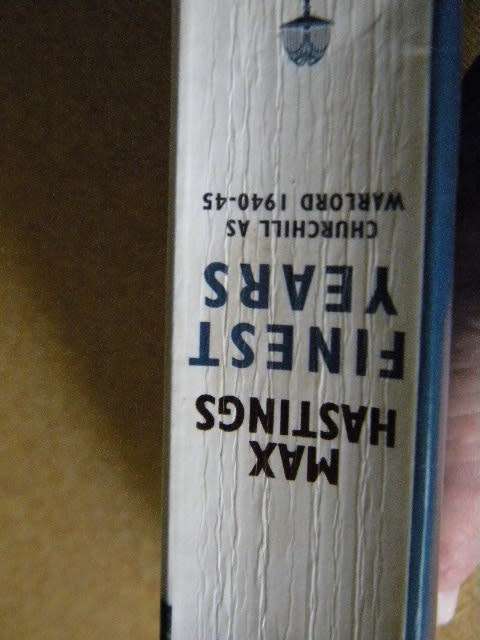 MAX
HASTINGS
FINEST
YEARS
CHURCHILL AS
WARLORD 1940-45